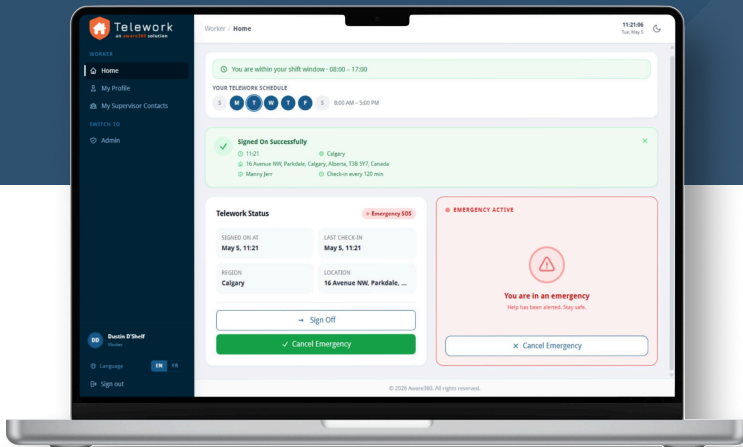 Telework
an aware360 solution
WORKER
Home
My Profile
My Supervisor Contacts
SWITCH TO
Admin
DD
Dustin D'Shelf
Worker
Language
EN FR
Sign out
Worker / Home
11:21:06
Tue, May 5
You are within your shift window · 08:00 – 17:00
YOUR TELEWORK SCHEDULE
S M T W T F S 8:00 AM – 5:00 PM
Signed On Successfully
11:21 Calgary
16 Avenue NW, Parkdale, Calgary, Alberta, T3B 5Y7, Canada
Manny Jerr Check-in every 120 min
Telework Status
Emergency SOS
SIGNED ON AT
May 5, 11:21
LAST CHECK-IN
May 5, 11:21
REGION
Calgary
LOCATION
16 Avenue NW, Parkdale, ...
Sign Off
Cancel Emergency
EMERGENCY ACTIVE
You are in an emergency
Help has been alerted. Stay safe.
Cancel Emergency
© 2026 Aware360. All rights reserved.